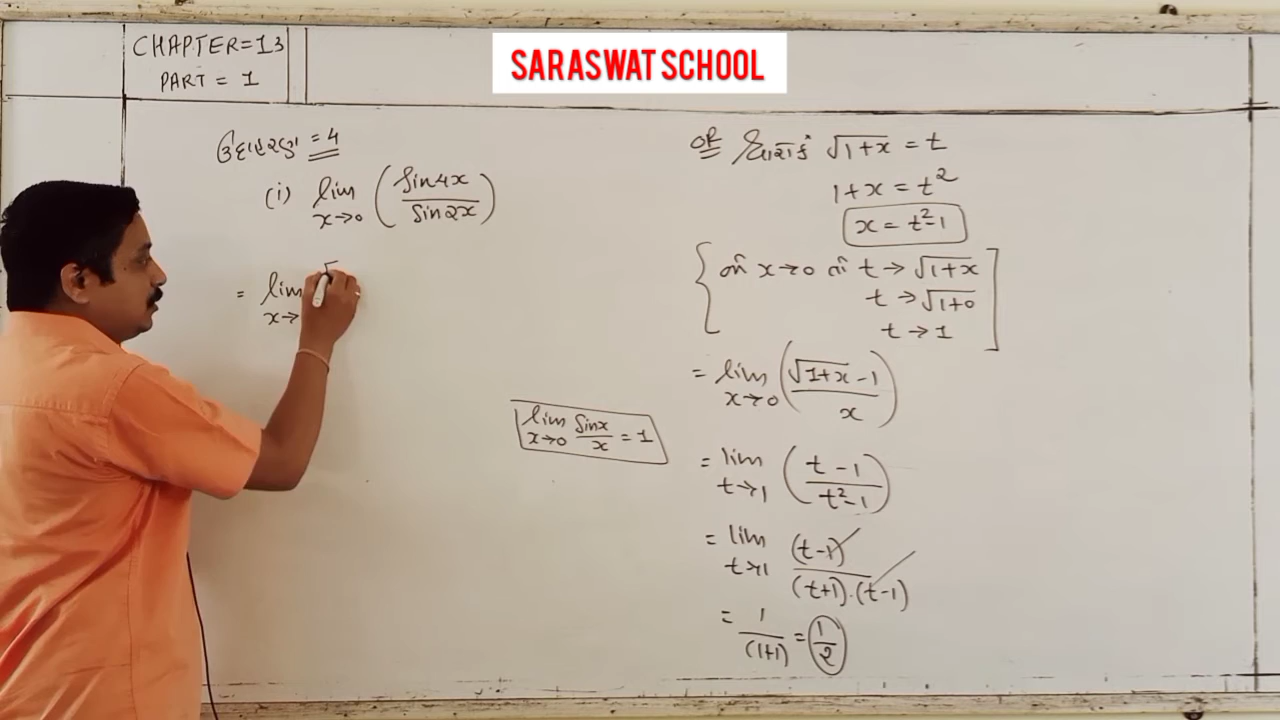 CHAPTER=13
PART = 1
SARASWAT SCHOOL
ઉદાહરણ = 4
(i) lim x→0 (sin4x / sin2x)
= lim x→
lim x→0 sinx / x = 1
OR ધારોકે √1+x = t
1+x = t²
x = t²-1
જો x→0 તો t → √1+x
t → √1+0
t → 1
= lim x→0 (√1+x -1 / x)
= lim t→1 (t-1 / t²-1)
= lim t→1 (t-1) / (t+1).(t-1)
= 1 / (1+1) = 1/2